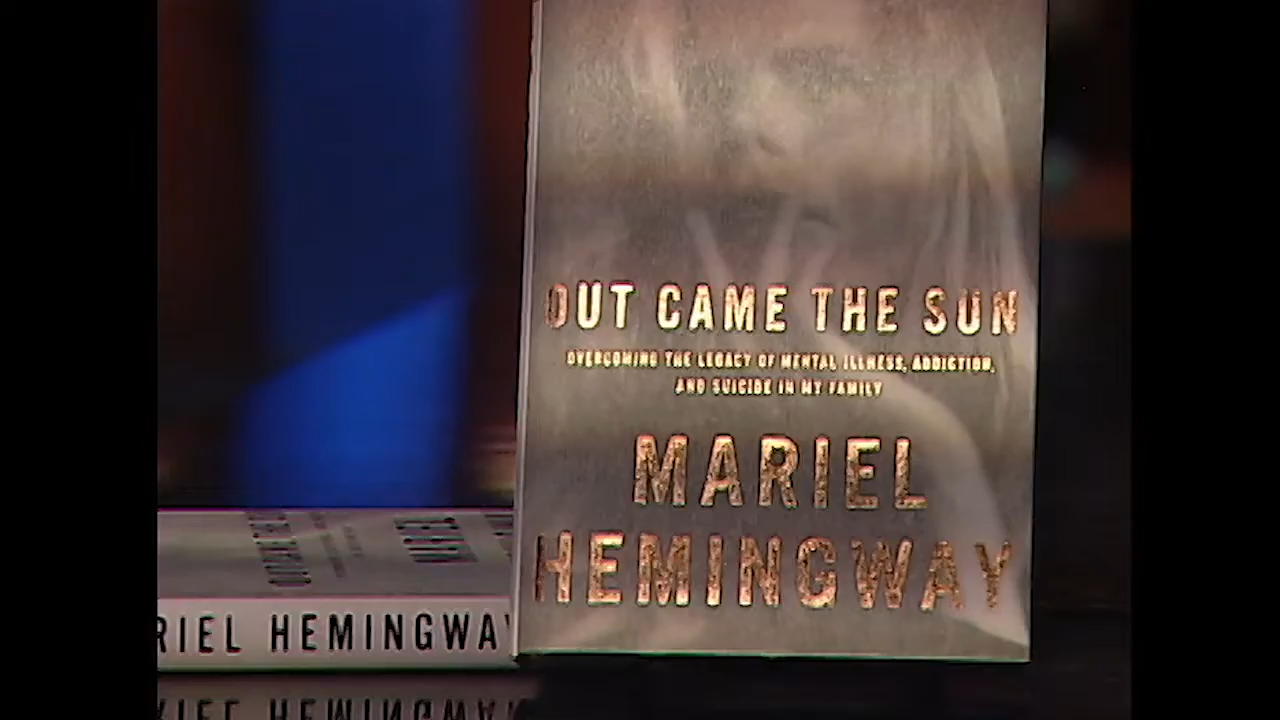 OUT CAME THE SUN
OVERCOMING THE LEGACY OF MENTAL ILLNESS, ADDICTION,
AND SUICIDE IN MY FAMILY
MARIEL
HEMINGWAY
RIEL HEMINGWAY